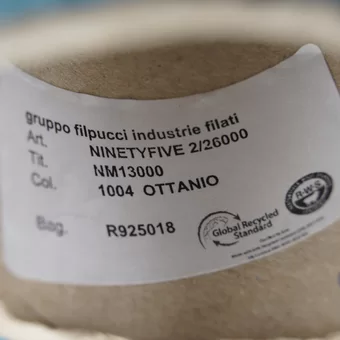 gruppo filpucci industrie filati
Art. NINETYFIVE 2/26000
Tit. NM13000
Col. 1004 OTTANIO
Bag. R925018
Global Recycled
Standard
R-W-S